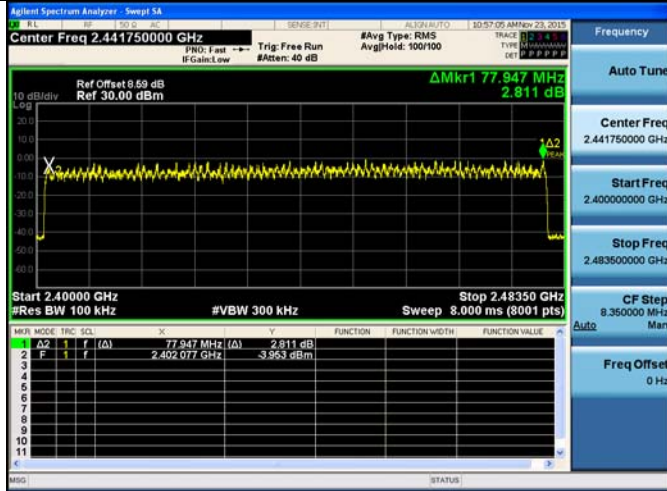 Agilent Spectrum Analyzer - Swept SA
RL RF 50 Ω AC SENSE:INT ALIGN AUTO 10:57:05 AM Nov 23, 2015
Center Freq 2.441750000 GHz
PNO: Fast
IFGain:Low
Trig: Free Run
#Atten: 40 dB
#Avg Type: RMS
Avg|Hold: 100/100
TRACE 1 2 3 4 5 6
TYPE M
DET P P P P P P
Frequency
Auto Tune
Center Freq
2.441750000 GHz
Start Freq
2.400000000 GHz
Stop Freq
2.483500000 GHz
CF Step
8.350000 MHz
Auto Man
Freq Offset
0 Hz
ΔMkr1 77.947 MHz
2.811 dB
Ref Offset 8.59 dB
10 dB/div Ref 30.00 dBm
Log
20.0
10.0
0.00
-10.0
-20.0
-30.0
-40.0
-50.0
-60.0
X2
1Δ2
PEAK
Start 2.40000 GHz Stop 2.48350 GHz
#Res BW 100 kHz #VBW 300 kHz Sweep 8.000 ms (8001 pts)
MKR MODE TRC SCL X Y FUNCTION FUNCTION WIDTH FUNCTION VALUE
1 Δ2 1 f (Δ) 77.947 MHz (Δ) 2.811 dB
2 F 1 f 2.402 077 GHz -3.953 dBm
3
4
5
6
7
8
9
10
11
MSG STATUS